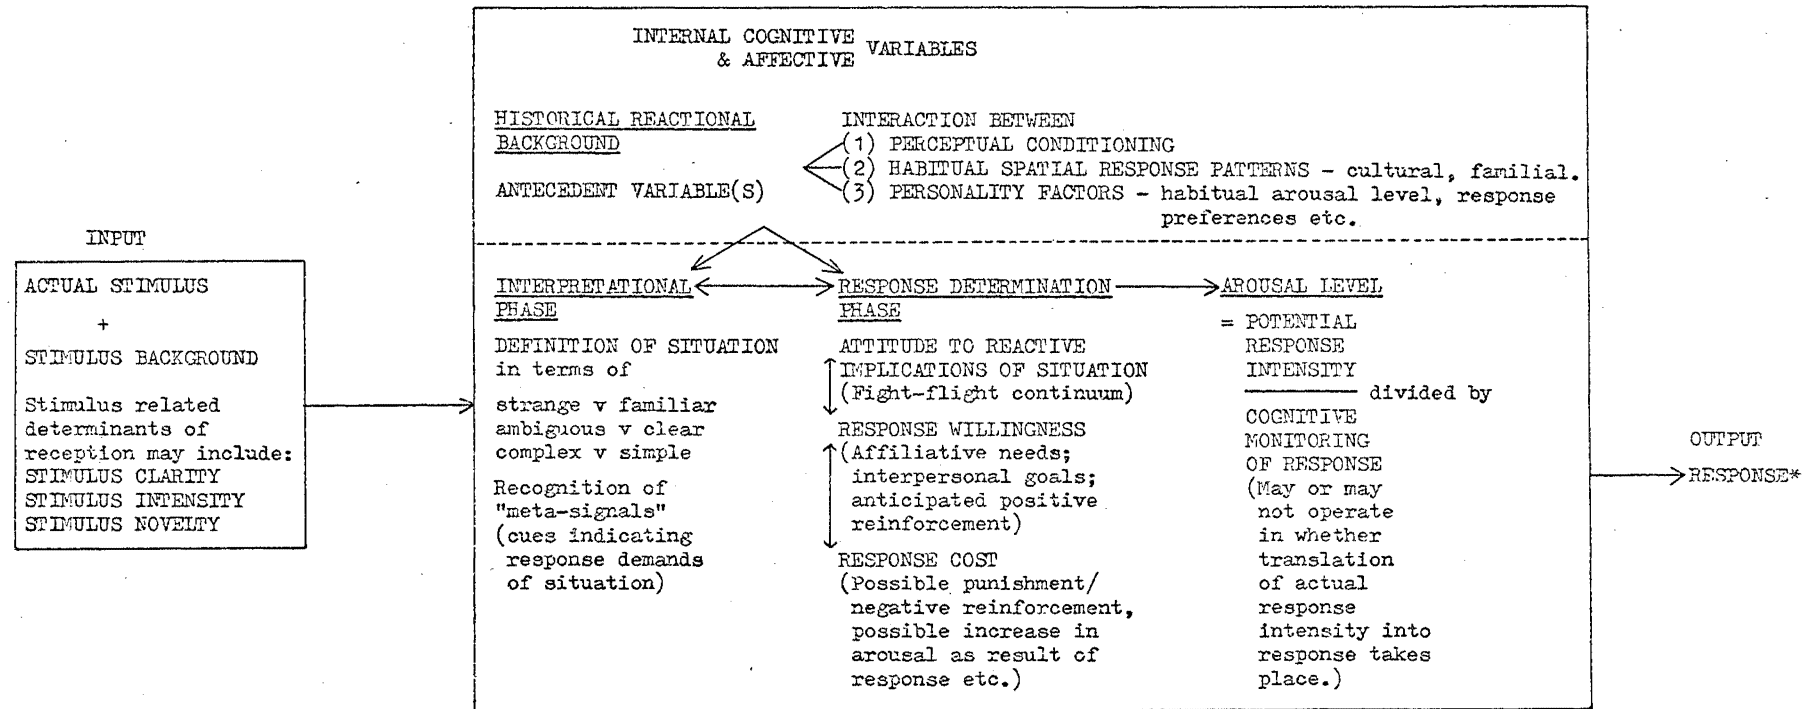 INTERNAL COGNITIVE
& AFFECTIVE VARIABLES
HISTORICAL REACTIONAL
BACKGROUND
ANTECEDENT VARIABLE(S)
INTERACTION BETWEEN
(1) PERCEPTUAL CONDITIONING
(2) HABITUAL SPATIAL RESPONSE PATTERNS - cultural, familial.
(3) PERSONALITY FACTORS - habitual arousal level, response
preferences etc.
INPUT
ACTUAL STIMULUS
+
STIMULUS BACKGROUND
Stimulus related
determinants of
reception may include:
STIMULUS CLARITY
STIMULUS INTENSITY
STIMULUS NOVELTY
INTERPRETATIONAL
PHASE
DEFINITION OF SITUATION
in terms of
strange v familiar
ambiguous v clear
complex v simple
Recognition of
"meta-signals"
(cues indicating
response demands
of situation)
RESPONSE DETERMINATION
PHASE
ATTITUDE TO REACTIVE
IMPLICATIONS OF SITUATION
(Fight-flight continuum)
RESPONSE WILLINGNESS
(Affiliative needs;
interpersonal goals;
anticipated positive
reinforcement)
RESPONSE COST
(Possible punishment/
negative reinforcement,
possible increase in
arousal as result of
response etc.)
AROUSAL LEVEL
= POTENTIAL
RESPONSE
INTENSITY
divided by
COGNITIVE
MONITORING
OF RESPONSE
(May or may
not operate
in whether
translation
of actual
response
intensity into
response takes
place.)
OUTPUT
RESPONSE*